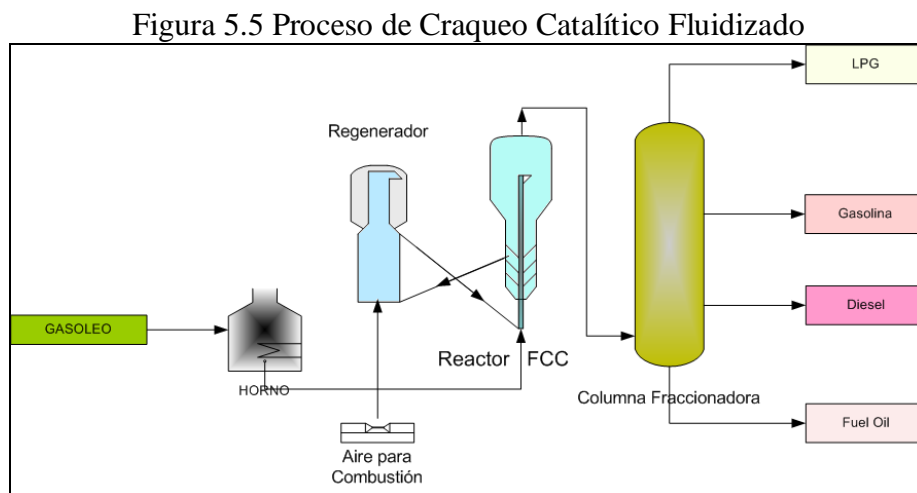 Figura 5.5 Proceso de Craqueo Catalítico Fluidizado
LPG
Regenerador
Gasolina
GASOLEO
Diesel
Reactor FCC
HORNO
Columna Fraccionadora
Fuel Oil
Aire para
Combustión